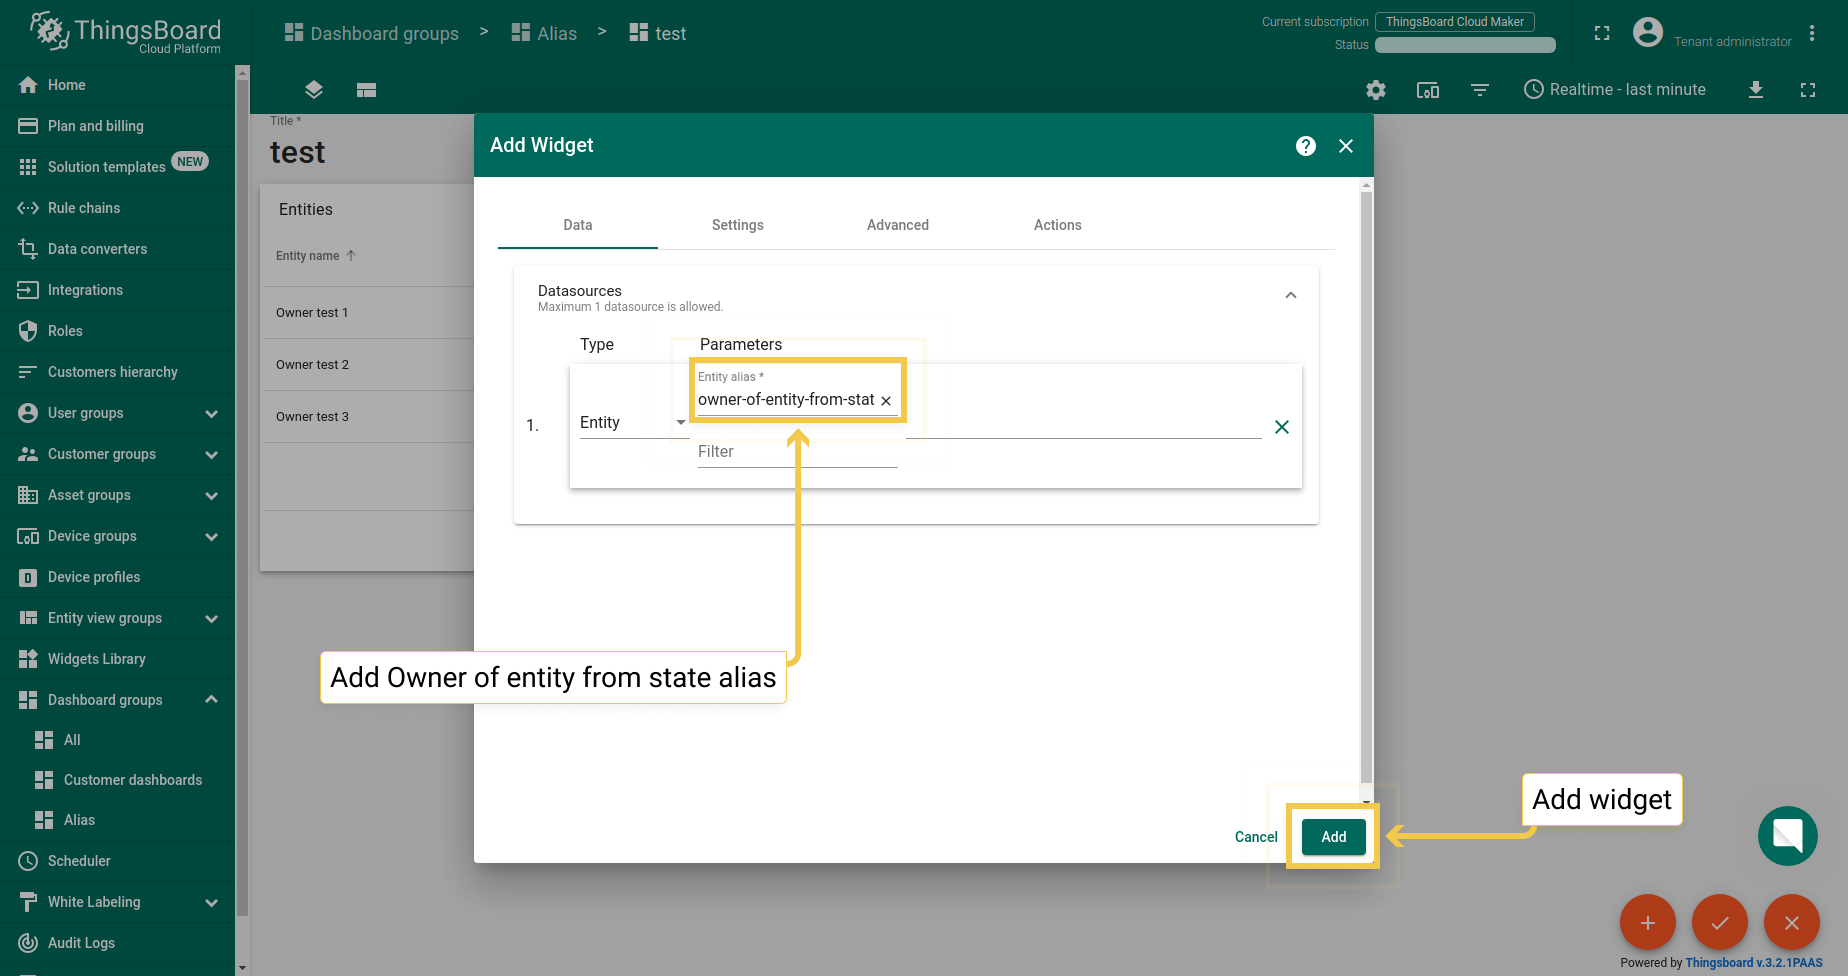 ThingsBoard
Cloud Platform
Dashboard groups > Alias > test
Current subscription ThingsBoard Cloud Maker
Status
Tenant administrator
Realtime - last minute
Home
Plan and billing
Solution templates NEW
Rule chains
Data converters
Integrations
Roles
Customers hierarchy
User groups
Customer groups
Asset groups
Device groups
Device profiles
Entity view groups
Widgets Library
Dashboard groups
All
Customer dashboards
Alias
Scheduler
White Labeling
Audit Logs
Title *
test
Entities
Entity name
Owner test 1
Owner test 2
Owner test 3
Add Widget
Data Settings Advanced Actions
Datasources
Maximum 1 datasource is allowed.
Type Parameters
Entity alias *
owner-of-entity-from-stat
1. Entity
Filter
Add Owner of entity from state alias
Add widget
Cancel Add
Powered by Thingsboard v.3.2.1PAAS